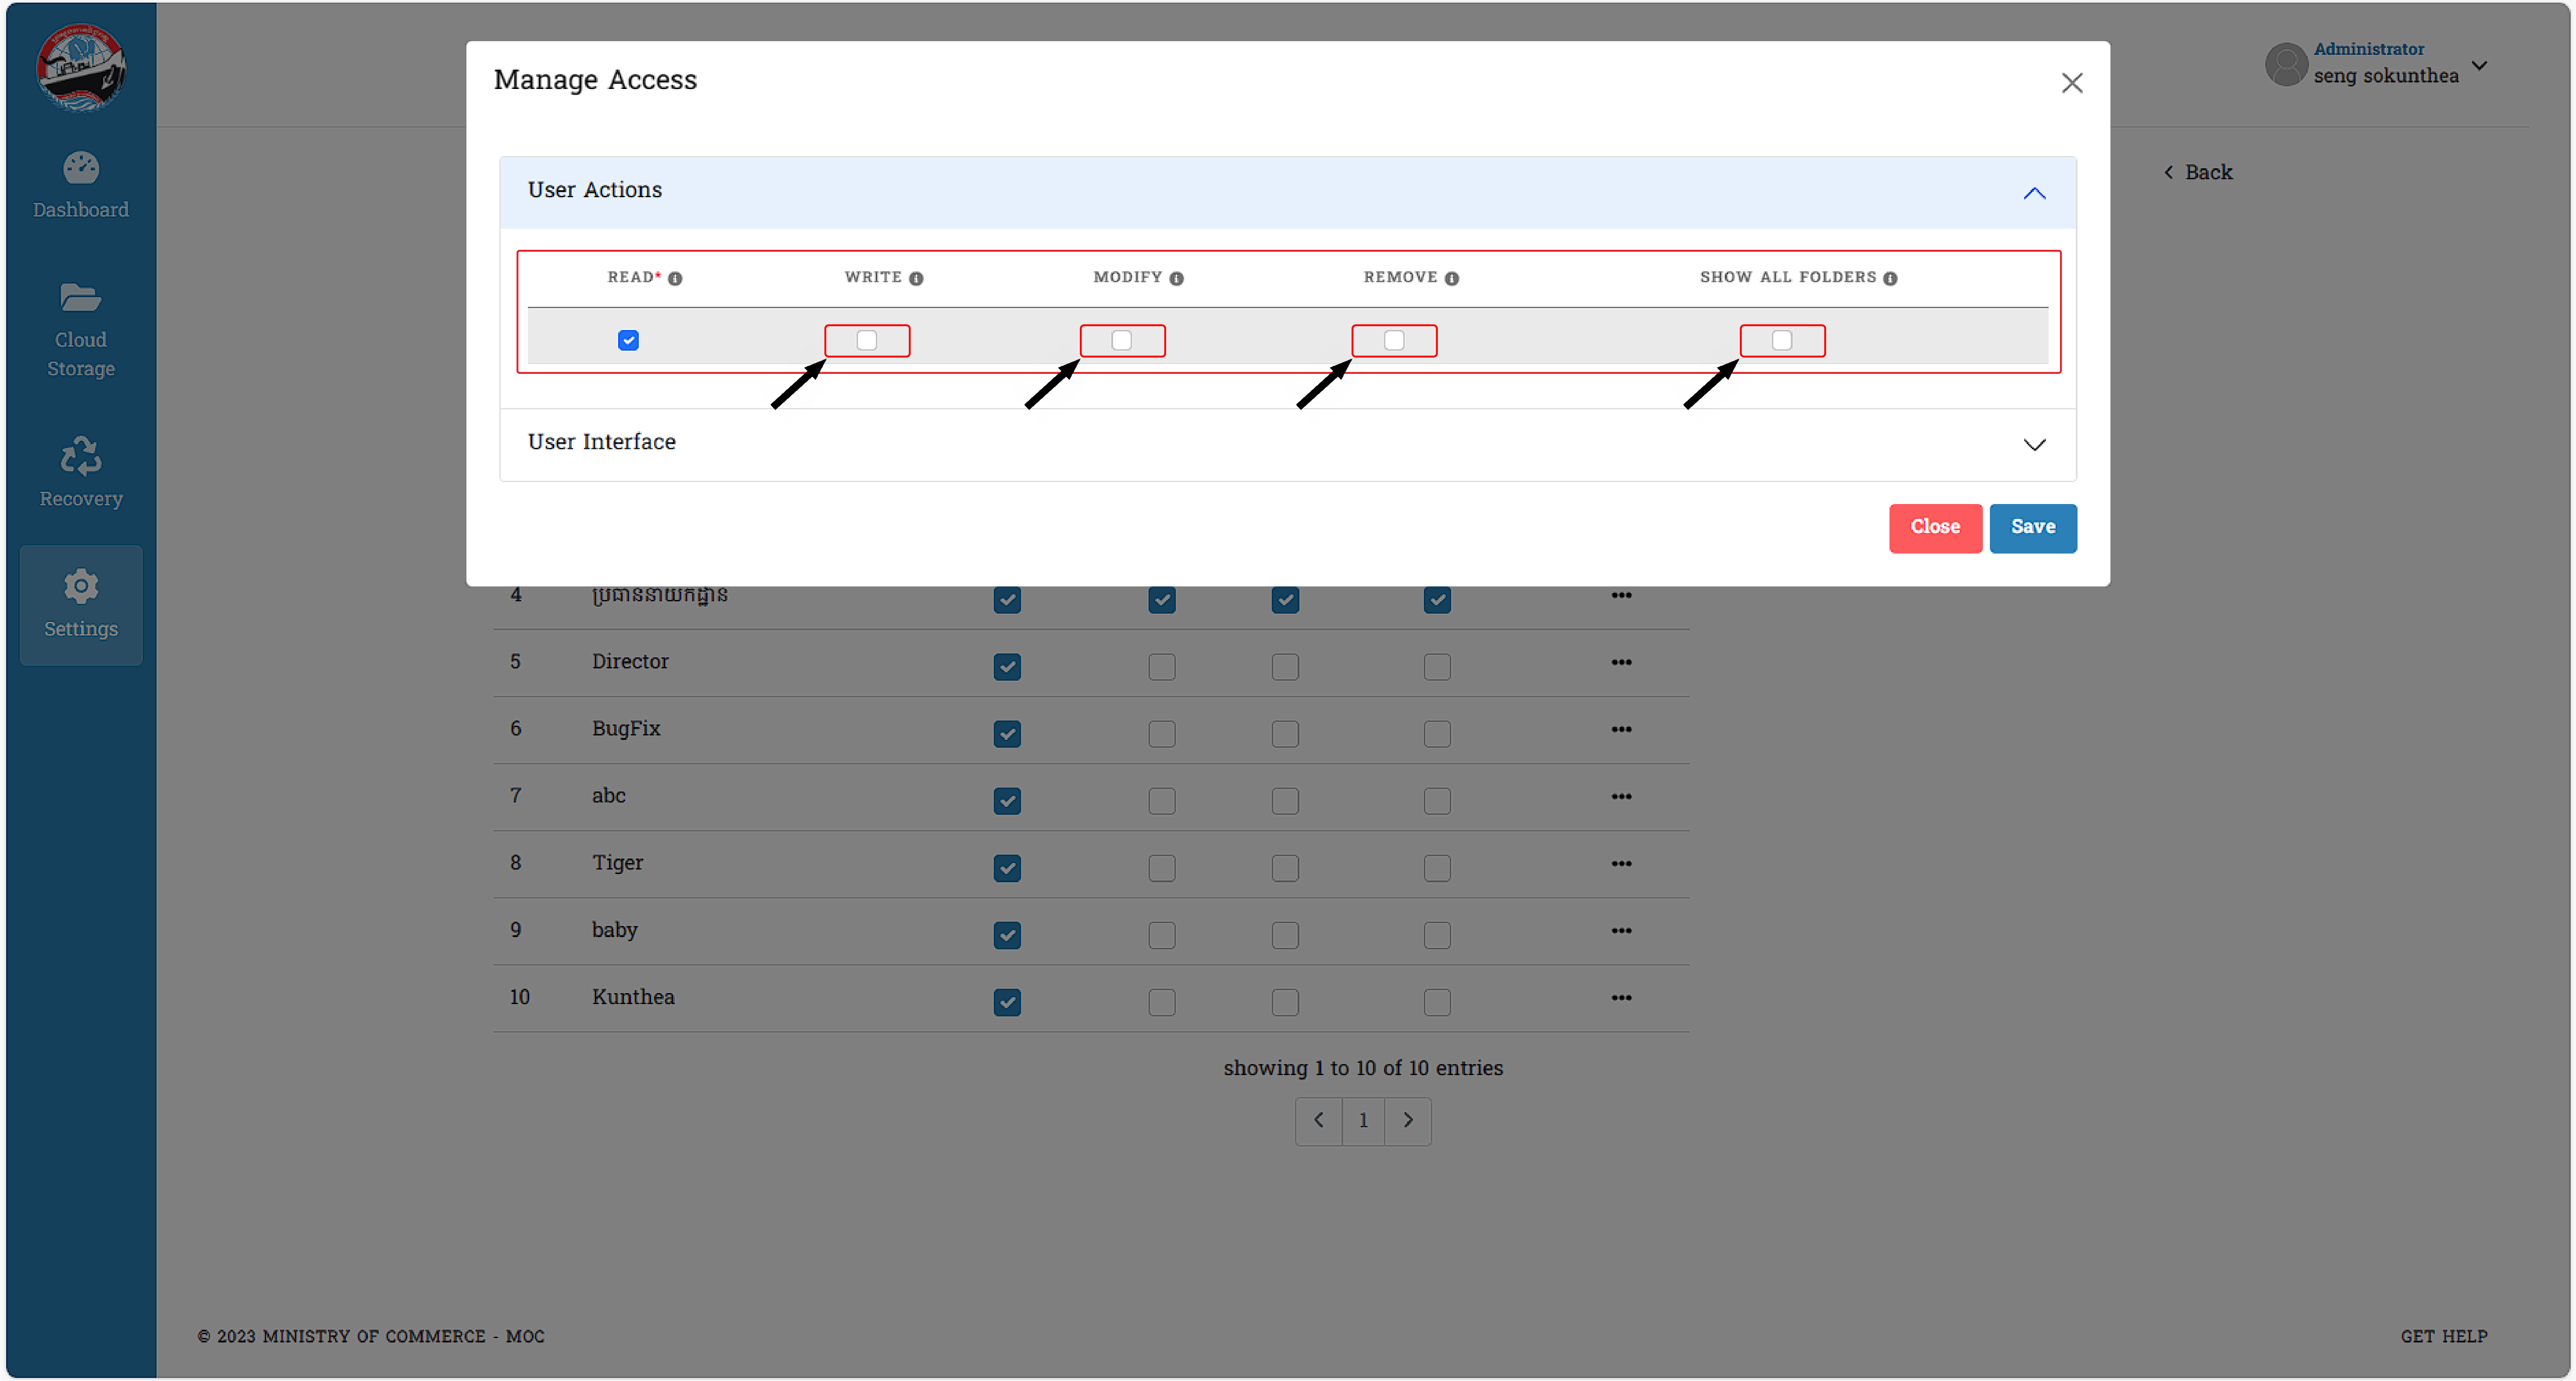 Manage Access
Administrator
seng sokunthea
Back
Dashboard
Cloud
Storage
Recovery
Settings
User Actions
READ* WRITE MODIFY REMOVE SHOW ALL FOLDERS
User Interface
Close Save
4 ប្រធាននាយកដ្ឋាន
5 Director
6 BugFix
7 abc
8 Tiger
9 baby
10 Kunthea
showing 1 to 10 of 10 entries
1
© 2023 MINISTRY OF COMMERCE - MOC
GET HELP